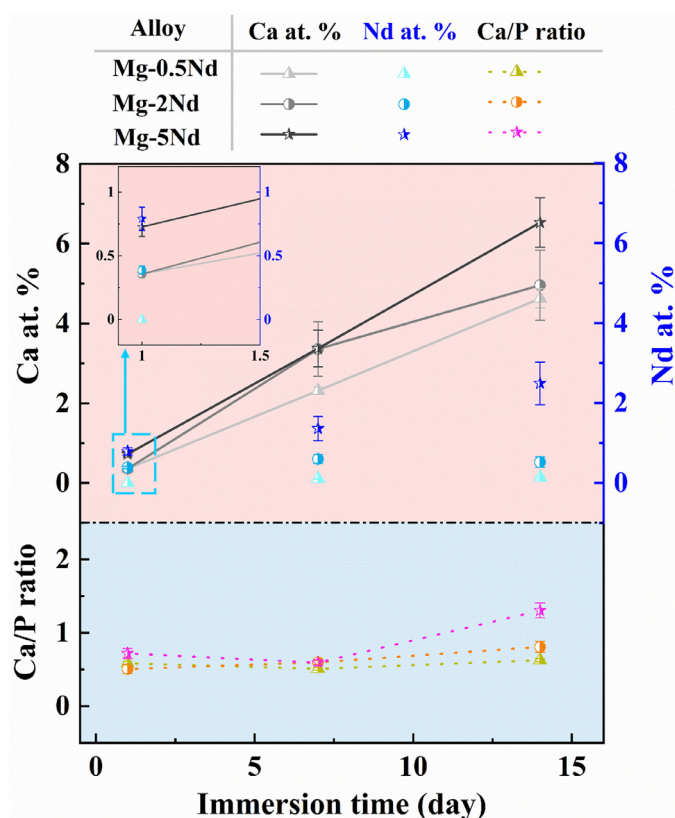 Alloy Ca at. % Nd at. % Ca/P ratio
Mg-0.5Nd
Mg-2Nd
Mg-5Nd
8 8
1 1
6 6
0.5 0.5
0 0
1 1.5
4 4
2 2
0 0
Ca at. %
Nd at. %
2
1
0
Ca/P ratio
0 5 10 15
Immersion time (day)